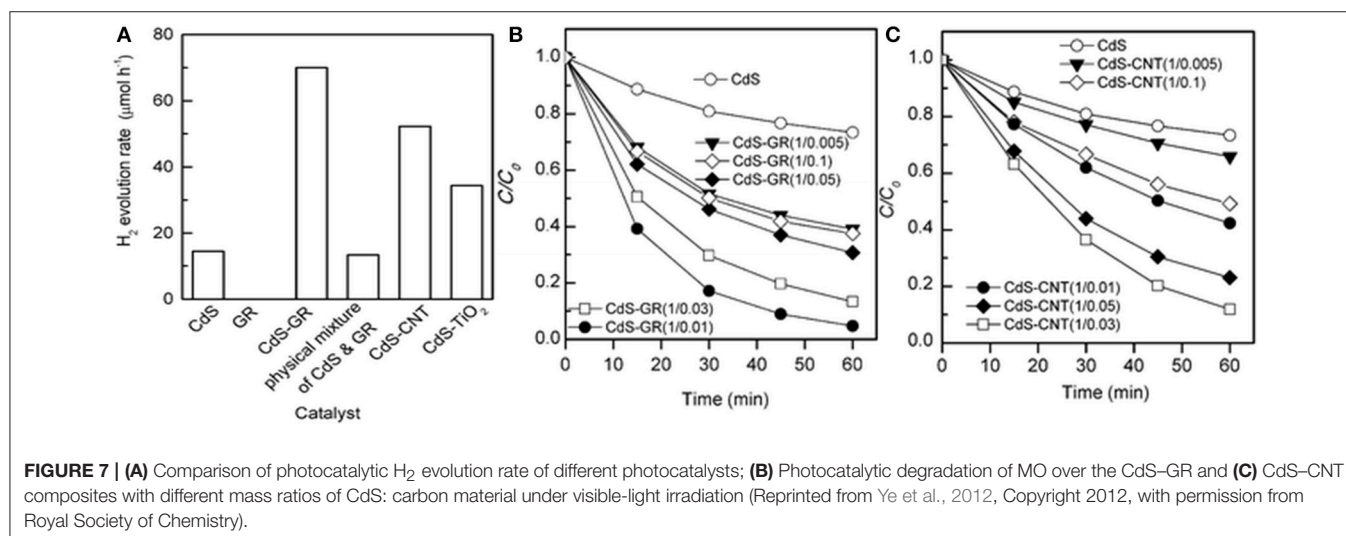 A
H₂ evolution rate (μmol h⁻¹)
80
60
40
20
0
CdS
GR
CdS-GR
physical mixture
of CdS & GR
CdS-CNT
CdS-TiO₂
Catalyst
B
C/C₀
1.0
0.8
0.6
0.4
0.2
0.0
CdS
CdS-GR(1/0.005)
CdS-GR(1/0.1)
CdS-GR(1/0.05)
CdS-GR(1/0.03)
CdS-GR(1/0.01)
0 10 20 30 40 50 60
Time (min)
C
C/C₀
1.0
0.8
0.6
0.4
0.2
0.0
CdS
CdS-CNT(1/0.005)
CdS-CNT(1/0.1)
CdS-CNT(1/0.01)
CdS-CNT(1/0.05)
CdS-CNT(1/0.03)
0 10 20 30 40 50 60
Time (min)
FIGURE 7 | (A) Comparison of photocatalytic H₂ evolution rate of different photocatalysts; (B) Photocatalytic degradation of MO over the CdS–GR and (C) CdS–CNT
composites with different mass ratios of CdS: carbon material under visible-light irradiation (Reprinted from Ye et al., 2012, Copyright 2012, with permission from
Royal Society of Chemistry).